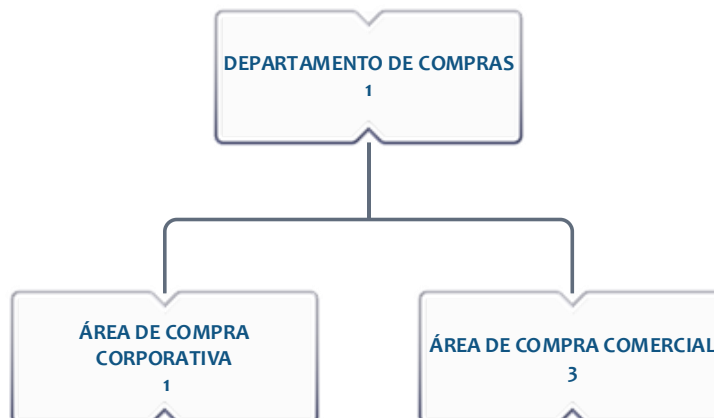 DEPARTAMENTO DE COMPRAS
1
ÁREA DE COMPRA
CORPORATIVA
1
ÁREA DE COMPRA COMERCIAL
3